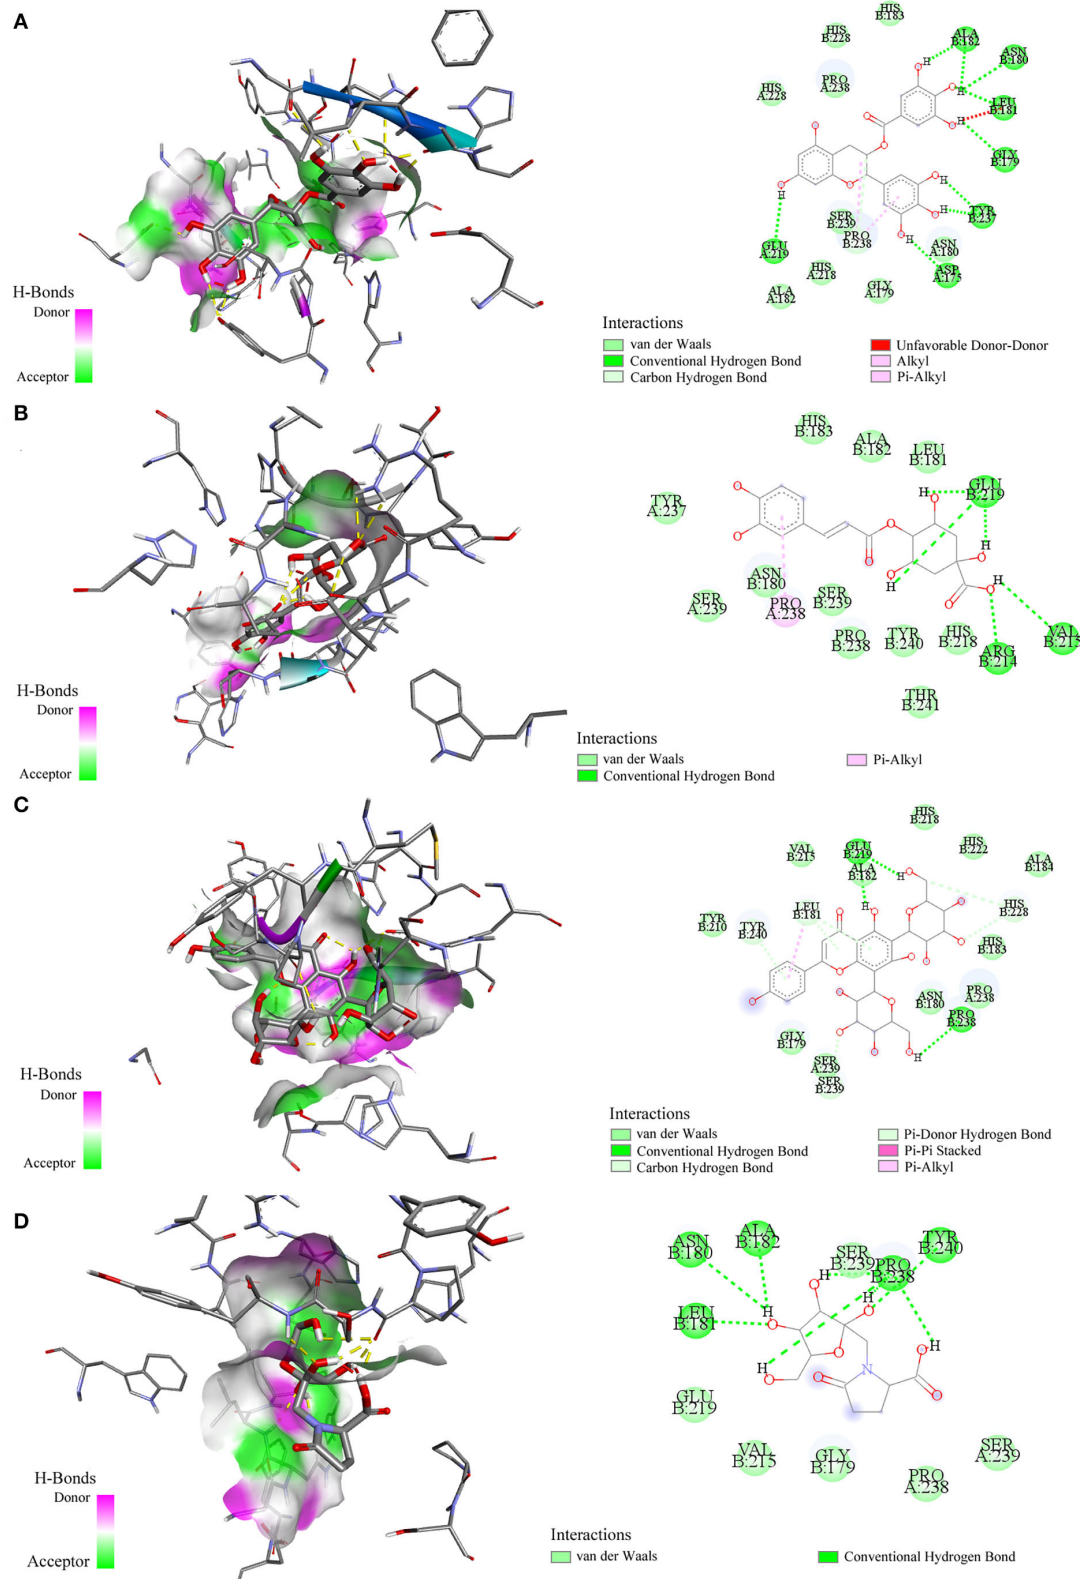 A
H-Bonds
Donor
Acceptor
HIS
B:183
HIS
B:228
ALA
B:182
ASN
B:180
HIS
A:228
PRO
A:238
LEU
B:181
GLY
B:179
H
H
H
H
H
H
H
O
O
O
O
O
O
O
O
O
O
O
TYR
B:237
SER
B:239
PRO
B:238
ASN
A:180
GLU
A:219
HIS
A:218
ASP
A:175
ALA
A:182
GLY
A:179
Interactions
van der Waals
Conventional Hydrogen Bond
Carbon Hydrogen Bond
Unfavorable Donor-Donor
Alkyl
Pi-Alkyl
B
H-Bonds
Donor
Acceptor
HIS
B:183
ALA
B:182
LEU
B:181
GLU
B:219
TYR
A:237
H
H
H
H
O
O
O
O
O
O
O
O
O
ASN
B:180
SER
A:239
PRO
A:238
SER
B:239
PRO
B:238
TYR
B:240
HIS
B:218
ARG
B:214
VAL
B:213
THR
B:241
Interactions
van der Waals
Conventional Hydrogen Bond
Pi-Alkyl
C
H-Bonds
Donor
Acceptor
HIS
B:218
HIS
B:222
ALA
B:184
VAL
B:215
GLU
B:219
ALA
B:182
LEU
B:181
HIS
B:228
TYR
B:210
TYR
B:240
HIS
B:183
H
H
H
O
O
O
O
O
O
ASN
B:180
PRO
A:238
PRO
B:238
GLY
B:179
SER
A:239
SER
B:239
Interactions
van der Waals
Conventional Hydrogen Bond
Carbon Hydrogen Bond
Pi-Donor Hydrogen Bond
Pi-Pi Stacked
Pi-Alkyl
D
H-Bonds
Donor
Acceptor
ASN
B:180
ALA
B:182
SER
B:239
PRO
B:238
TYR
B:240
LEU
B:181
H
H
H
H
H
O
O
O
O
O
O
O
O
N
GLU
B:219
VAL
B:215
GLY
B:179
PRO
A:238
SER
A:239
Interactions
van der Waals
Conventional Hydrogen Bond